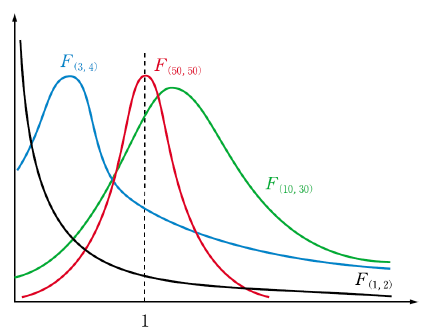 F(3, 4)
F(50, 50)
F(10, 30)
F(1, 2)
1